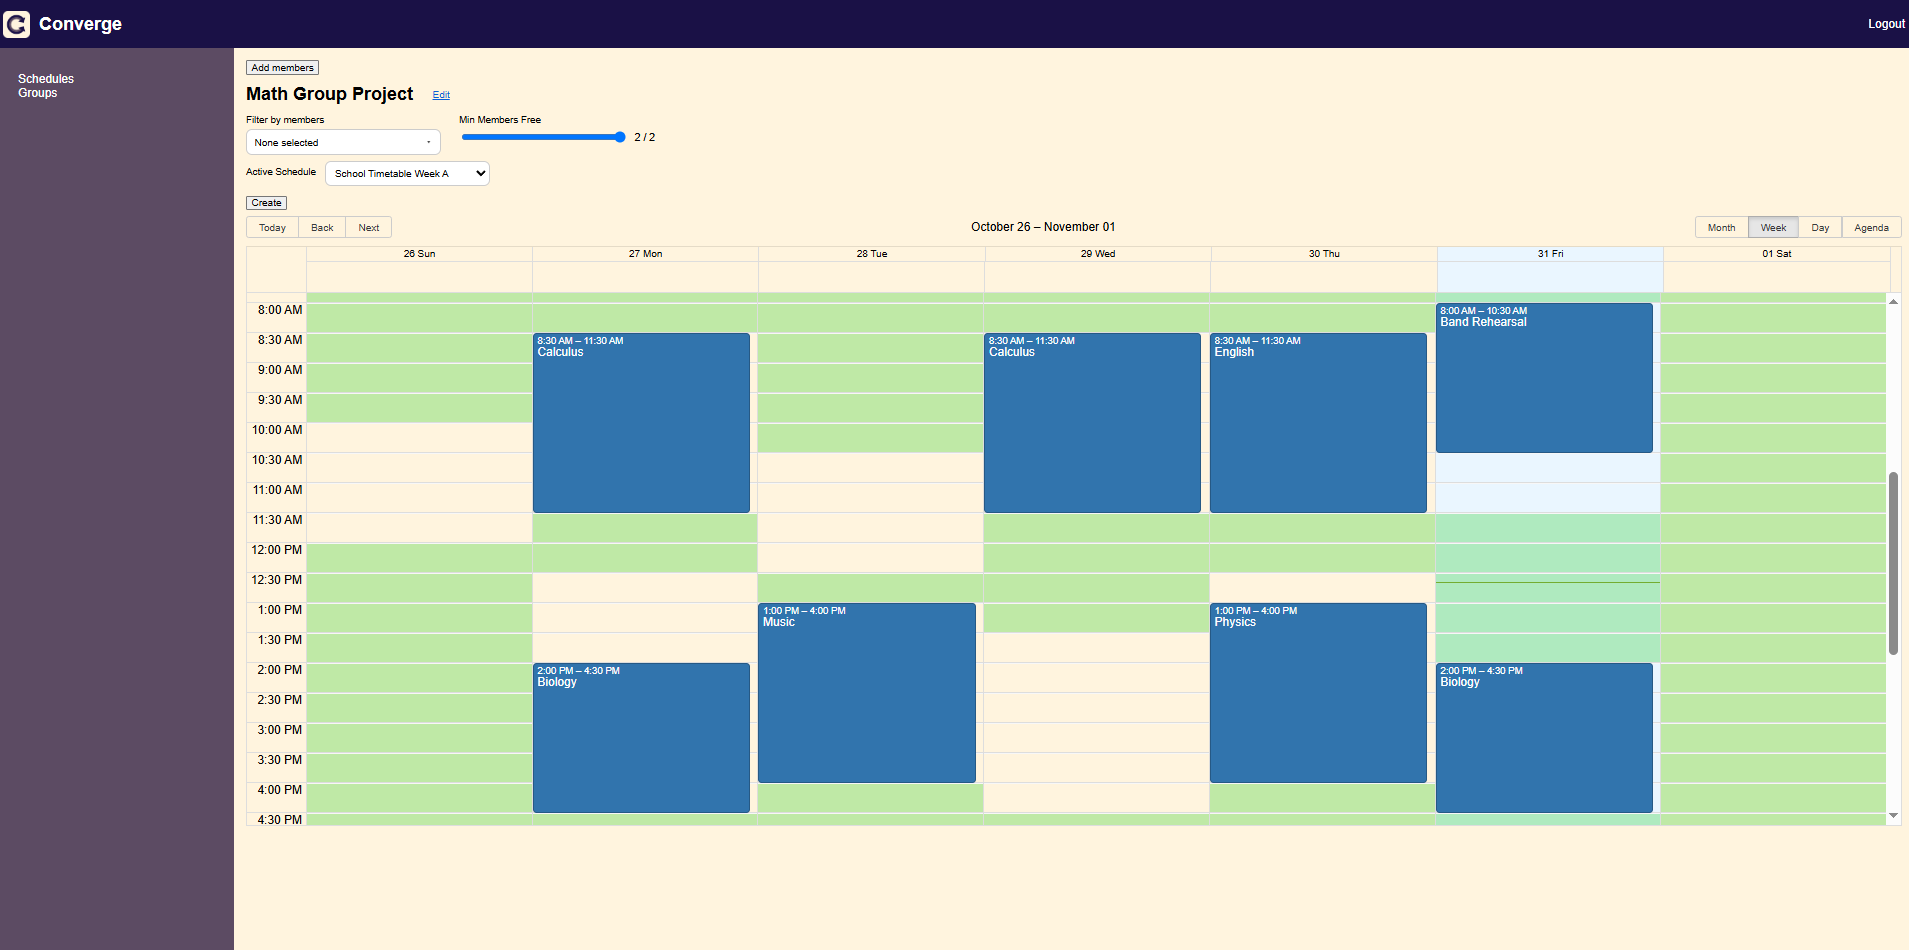 Converge
Logout
Schedules
Groups
Add members
Math Group Project Edit
Filter by members Min Members Free
None selected 2 / 2
Active Schedule School Timetable Week A
Create
Today Back Next October 26 – November 01 Month Week Day Agenda
26 Sun 27 Mon 28 Tue 29 Wed 30 Thu 31 Fri 01 Sat
8:00 AM 8:00 AM – 10:30 AM
Band Rehearsal
8:30 AM 8:30 AM – 11:30 AM 8:30 AM – 11:30 AM 8:30 AM – 11:30 AM
Calculus Calculus English
9:00 AM
9:30 AM
10:00 AM
10:30 AM
11:00 AM
11:30 AM
12:00 PM
12:30 PM
1:00 PM 1:00 PM – 4:00 PM 1:00 PM – 4:00 PM
Music Physics
1:30 PM
2:00 PM 2:00 PM – 4:30 PM 2:00 PM – 4:30 PM
Biology Biology
2:30 PM
3:00 PM
3:30 PM
4:00 PM
4:30 PM